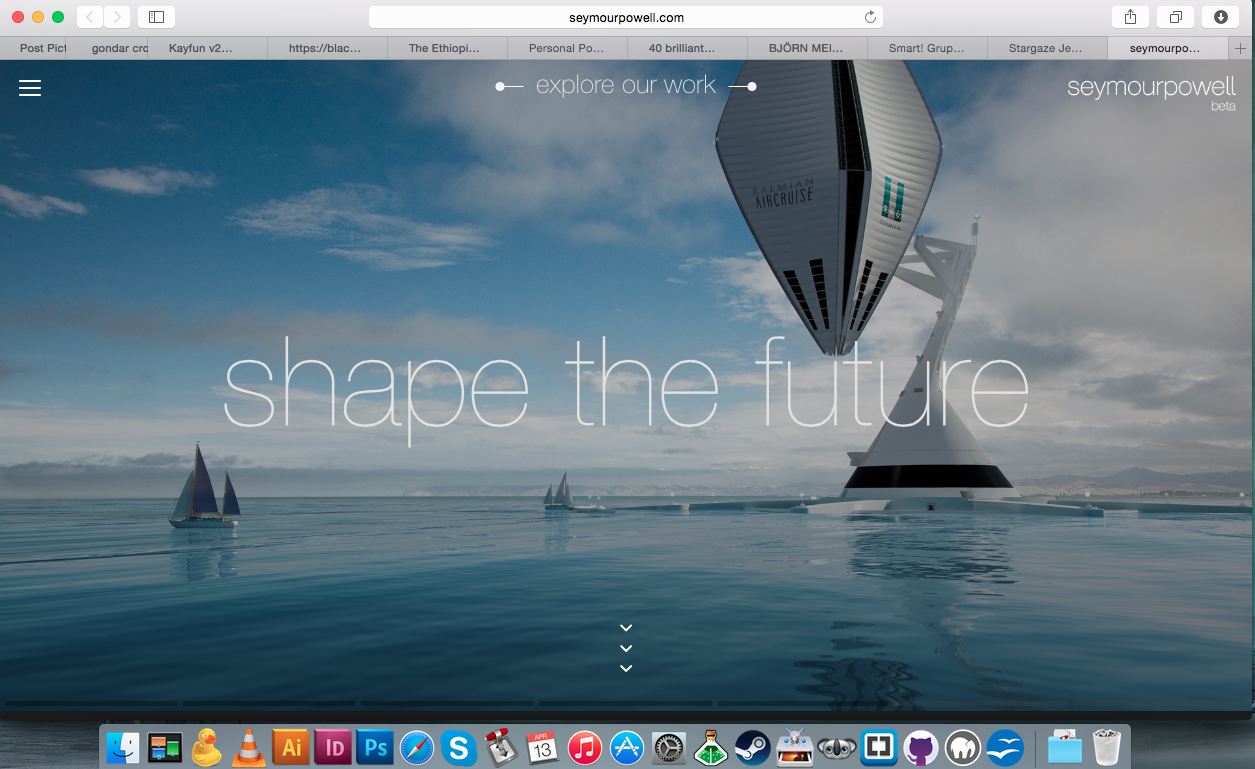 seymourpowell.com
Post Pict
gondar cro
Kayfun v2...
https://blac...
The Ethiopi...
Personal Po...
40 brilliant...
BJÖRN MEI...
Smart! Grup...
Stargaze Je...
seymourpo...
explore our work
seymourpowell
beta
AIRCRUISE
shape the future
Ai
Id
Ps
S
APR
13